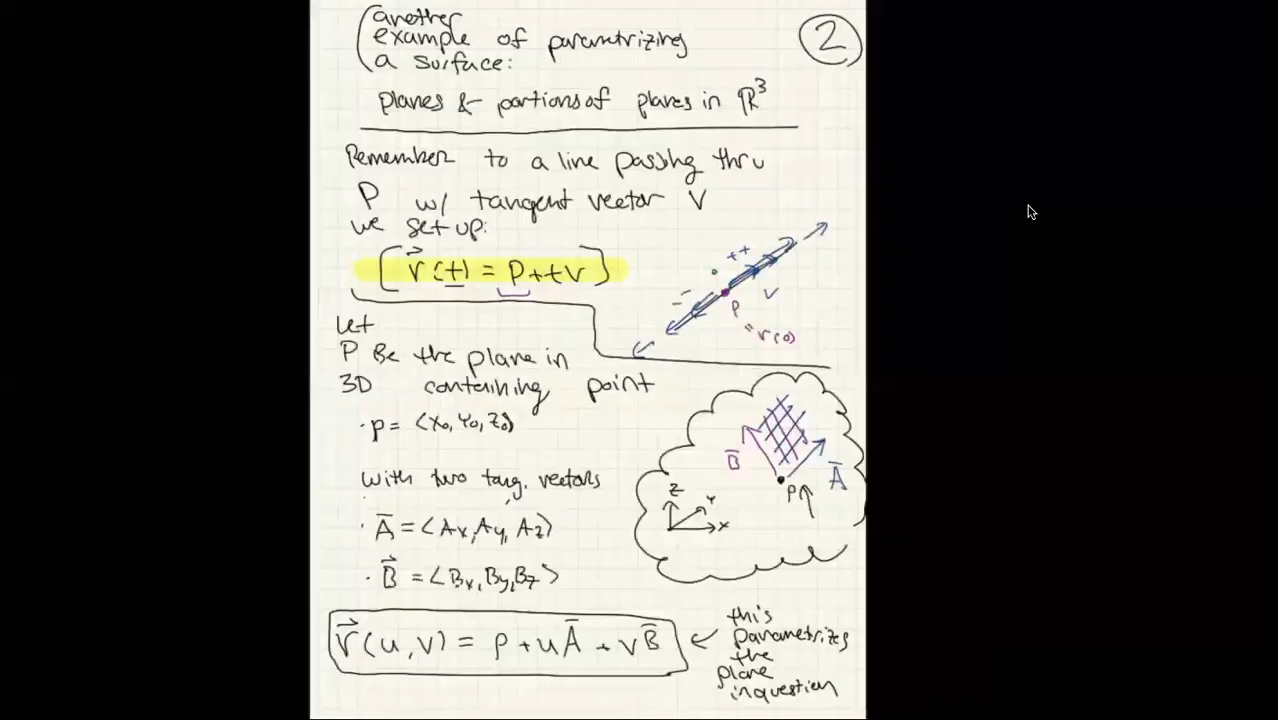 (another
example of parametrizing
a surface:
2
planes & portions of planes in ℝ³
Remember to a line passing thru
P w/ tangent vector V
we set up:
[r⃗(t) = p + tv]
++
--
V
P
= r(0)
Let
P Be the plane in
3D containing point
· p = ⟨x₀, y₀, z₀⟩
with two tang. vectors
· A̅ = ⟨Ax, Ay, Az⟩
· B⃗ = ⟨Bx, By, Bz⟩
B̅
A̅
P
Z
Y
X
r⃗(u,v) = p + uA̅ + vB̅
this
parametrizes
the
plane
in question